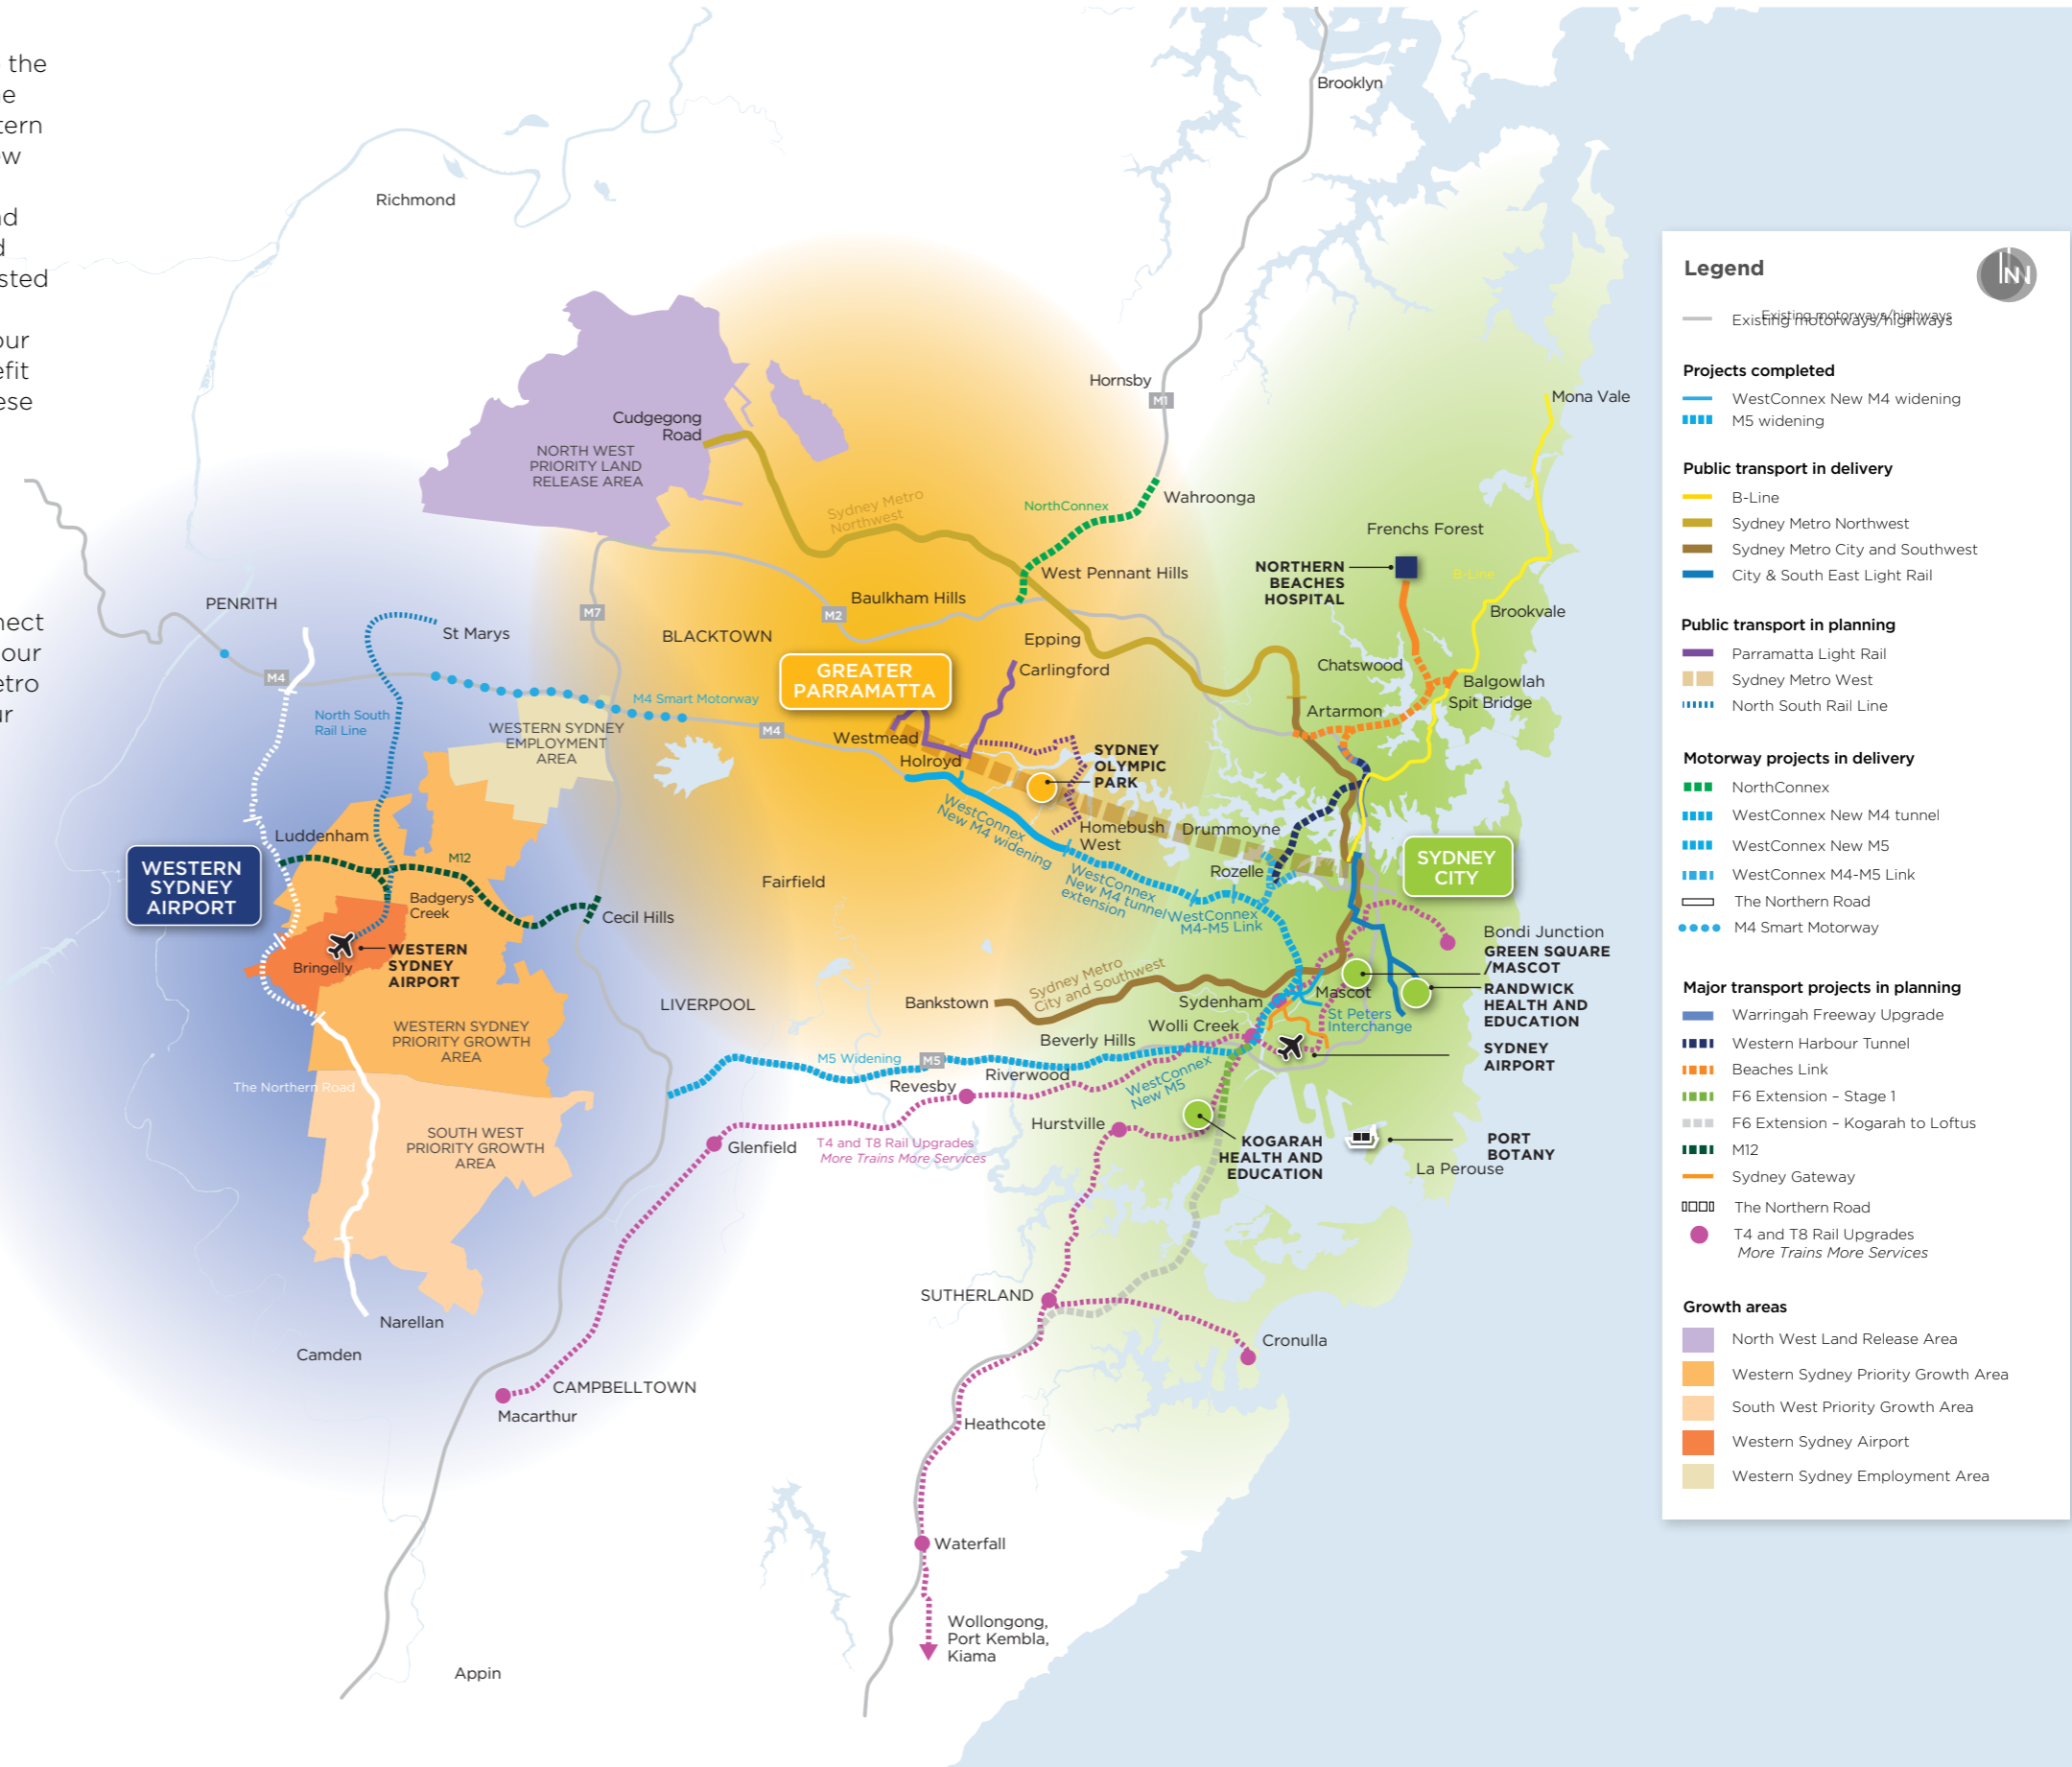 the
e
tern
w
d
d
sted
our
efit
ese
nect
our
etro
ur
Brooklyn
Richmond
Hornsby
M1
Mona Vale
Cudgegong
Road
NORTH WEST
PRIORITY LAND
RELEASE AREA
Sydney Metro
Northwest
NorthConnex
Wahroonga
Frenchs Forest
NORTHERN
BEACHES
HOSPITAL
B-Line
West Pennant Hills
PENRITH
M7
M2
Baulkham Hills
Brookvale
St Marys
BLACKTOWN
Epping
Carlingford
Chatswood
GREATER
PARRAMATTA
M4
Balgowlah
Spit Bridge
North South
Rail Line
M4 Smart Motorway
M4
Artarmon
WESTERN SYDNEY
EMPLOYMENT
AREA
Westmead
Holroyd
SYDNEY
OLYMPIC
PARK
WestConnex
New M4 widening
Homebush
West
Drummoyne
Luddenham
M12
WESTERN
SYDNEY
AIRPORT
Fairfield
WestConnex
New M4 tunnel
extension
Rozelle
SYDNEY
CITY
Badgerys
Creek
Cecil Hills
WestConnex
M4-M5 Link
Bondi Junction
GREEN SQUARE
/MASCOT
WESTERN
SYDNEY
AIRPORT
Bringelly
Sydney Metro
City and Southwest
Bankstown
LIVERPOOL
Sydenham
Mascot
RANDWICK
HEALTH AND
EDUCATION
St Peters
Interchange
Wolli Creek
WESTERN SYDNEY
PRIORITY GROWTH
AREA
Beverly Hills
SYDNEY
AIRPORT
M5 Widening
M5
Riverwood
Revesby
WestConnex
New M5
The Northern Road
Hurstville
SOUTH WEST
PRIORITY GROWTH
AREA
Glenfield
T4 and T8 Rail Upgrades
More Trains More Services
KOGARAH
HEALTH AND
EDUCATION
PORT
BOTANY
La Perouse
SUTHERLAND
Narellan
Cronulla
Camden
CAMPBELLTOWN
Macarthur
Heathcote
Waterfall
Wollongong,
Port Kembla,
Kiama
Appin
Legend
N
Existing motorways/highways
Existing motorways/highways
Projects completed
WestConnex New M4 widening
M5 widening
Public transport in delivery
B-Line
Sydney Metro Northwest
Sydney Metro City and Southwest
City & South East Light Rail
Public transport in planning
Parramatta Light Rail
Sydney Metro West
North South Rail Line
Motorway projects in delivery
NorthConnex
WestConnex New M4 tunnel
WestConnex New M5
WestConnex M4-M5 Link
The Northern Road
M4 Smart Motorway
Major transport projects in planning
Warringah Freeway Upgrade
Western Harbour Tunnel
Beaches Link
F6 Extension – Stage 1
F6 Extension – Kogarah to Loftus
M12
Sydney Gateway
The Northern Road
T4 and T8 Rail Upgrades
More Trains More Services
Growth areas
North West Land Release Area
Western Sydney Priority Growth Area
South West Priority Growth Area
Western Sydney Airport
Western Sydney Employment Area